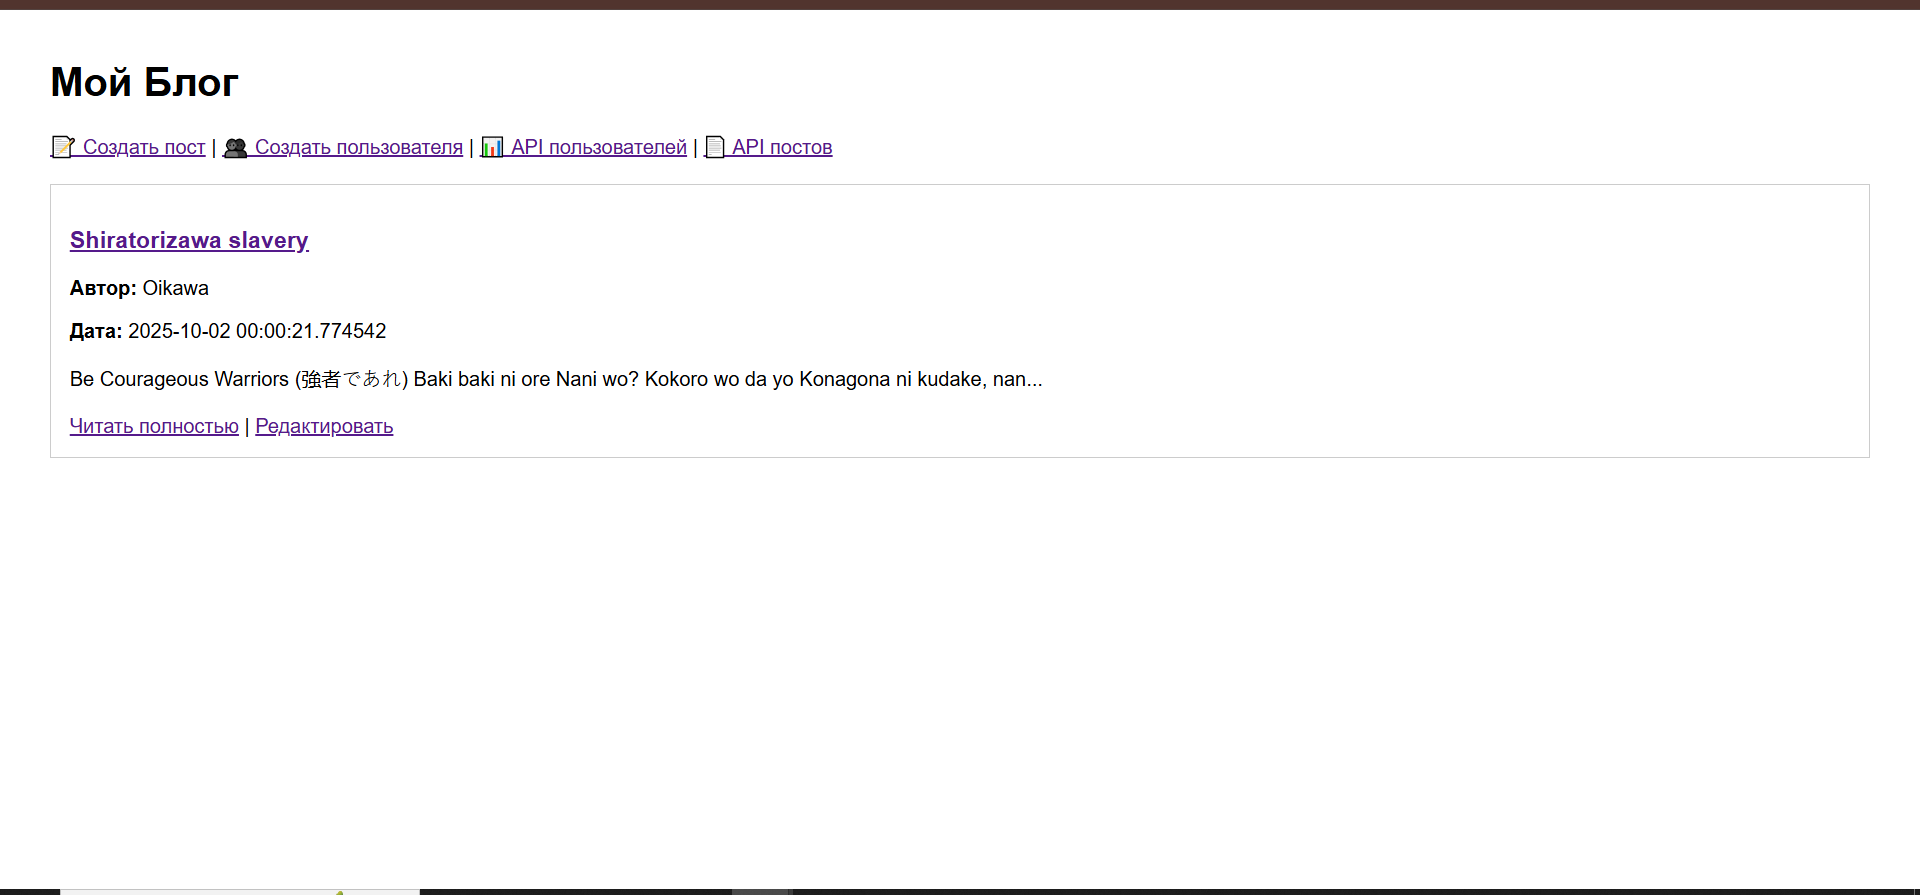 Мой Блог
📝 Создать пост | 👥 Создать пользователя | 📊 API пользователей | 📄 API постов
Shiratorizawa slavery
Автор: Oikawa
Дата: 2025-10-02 00:00:21.774542
Be Courageous Warriors (強者であれ) Baki baki ni ore Nani wo? Kokoro wo da yo Konagona ni kudake, nan...
Читать полностью | Редактировать